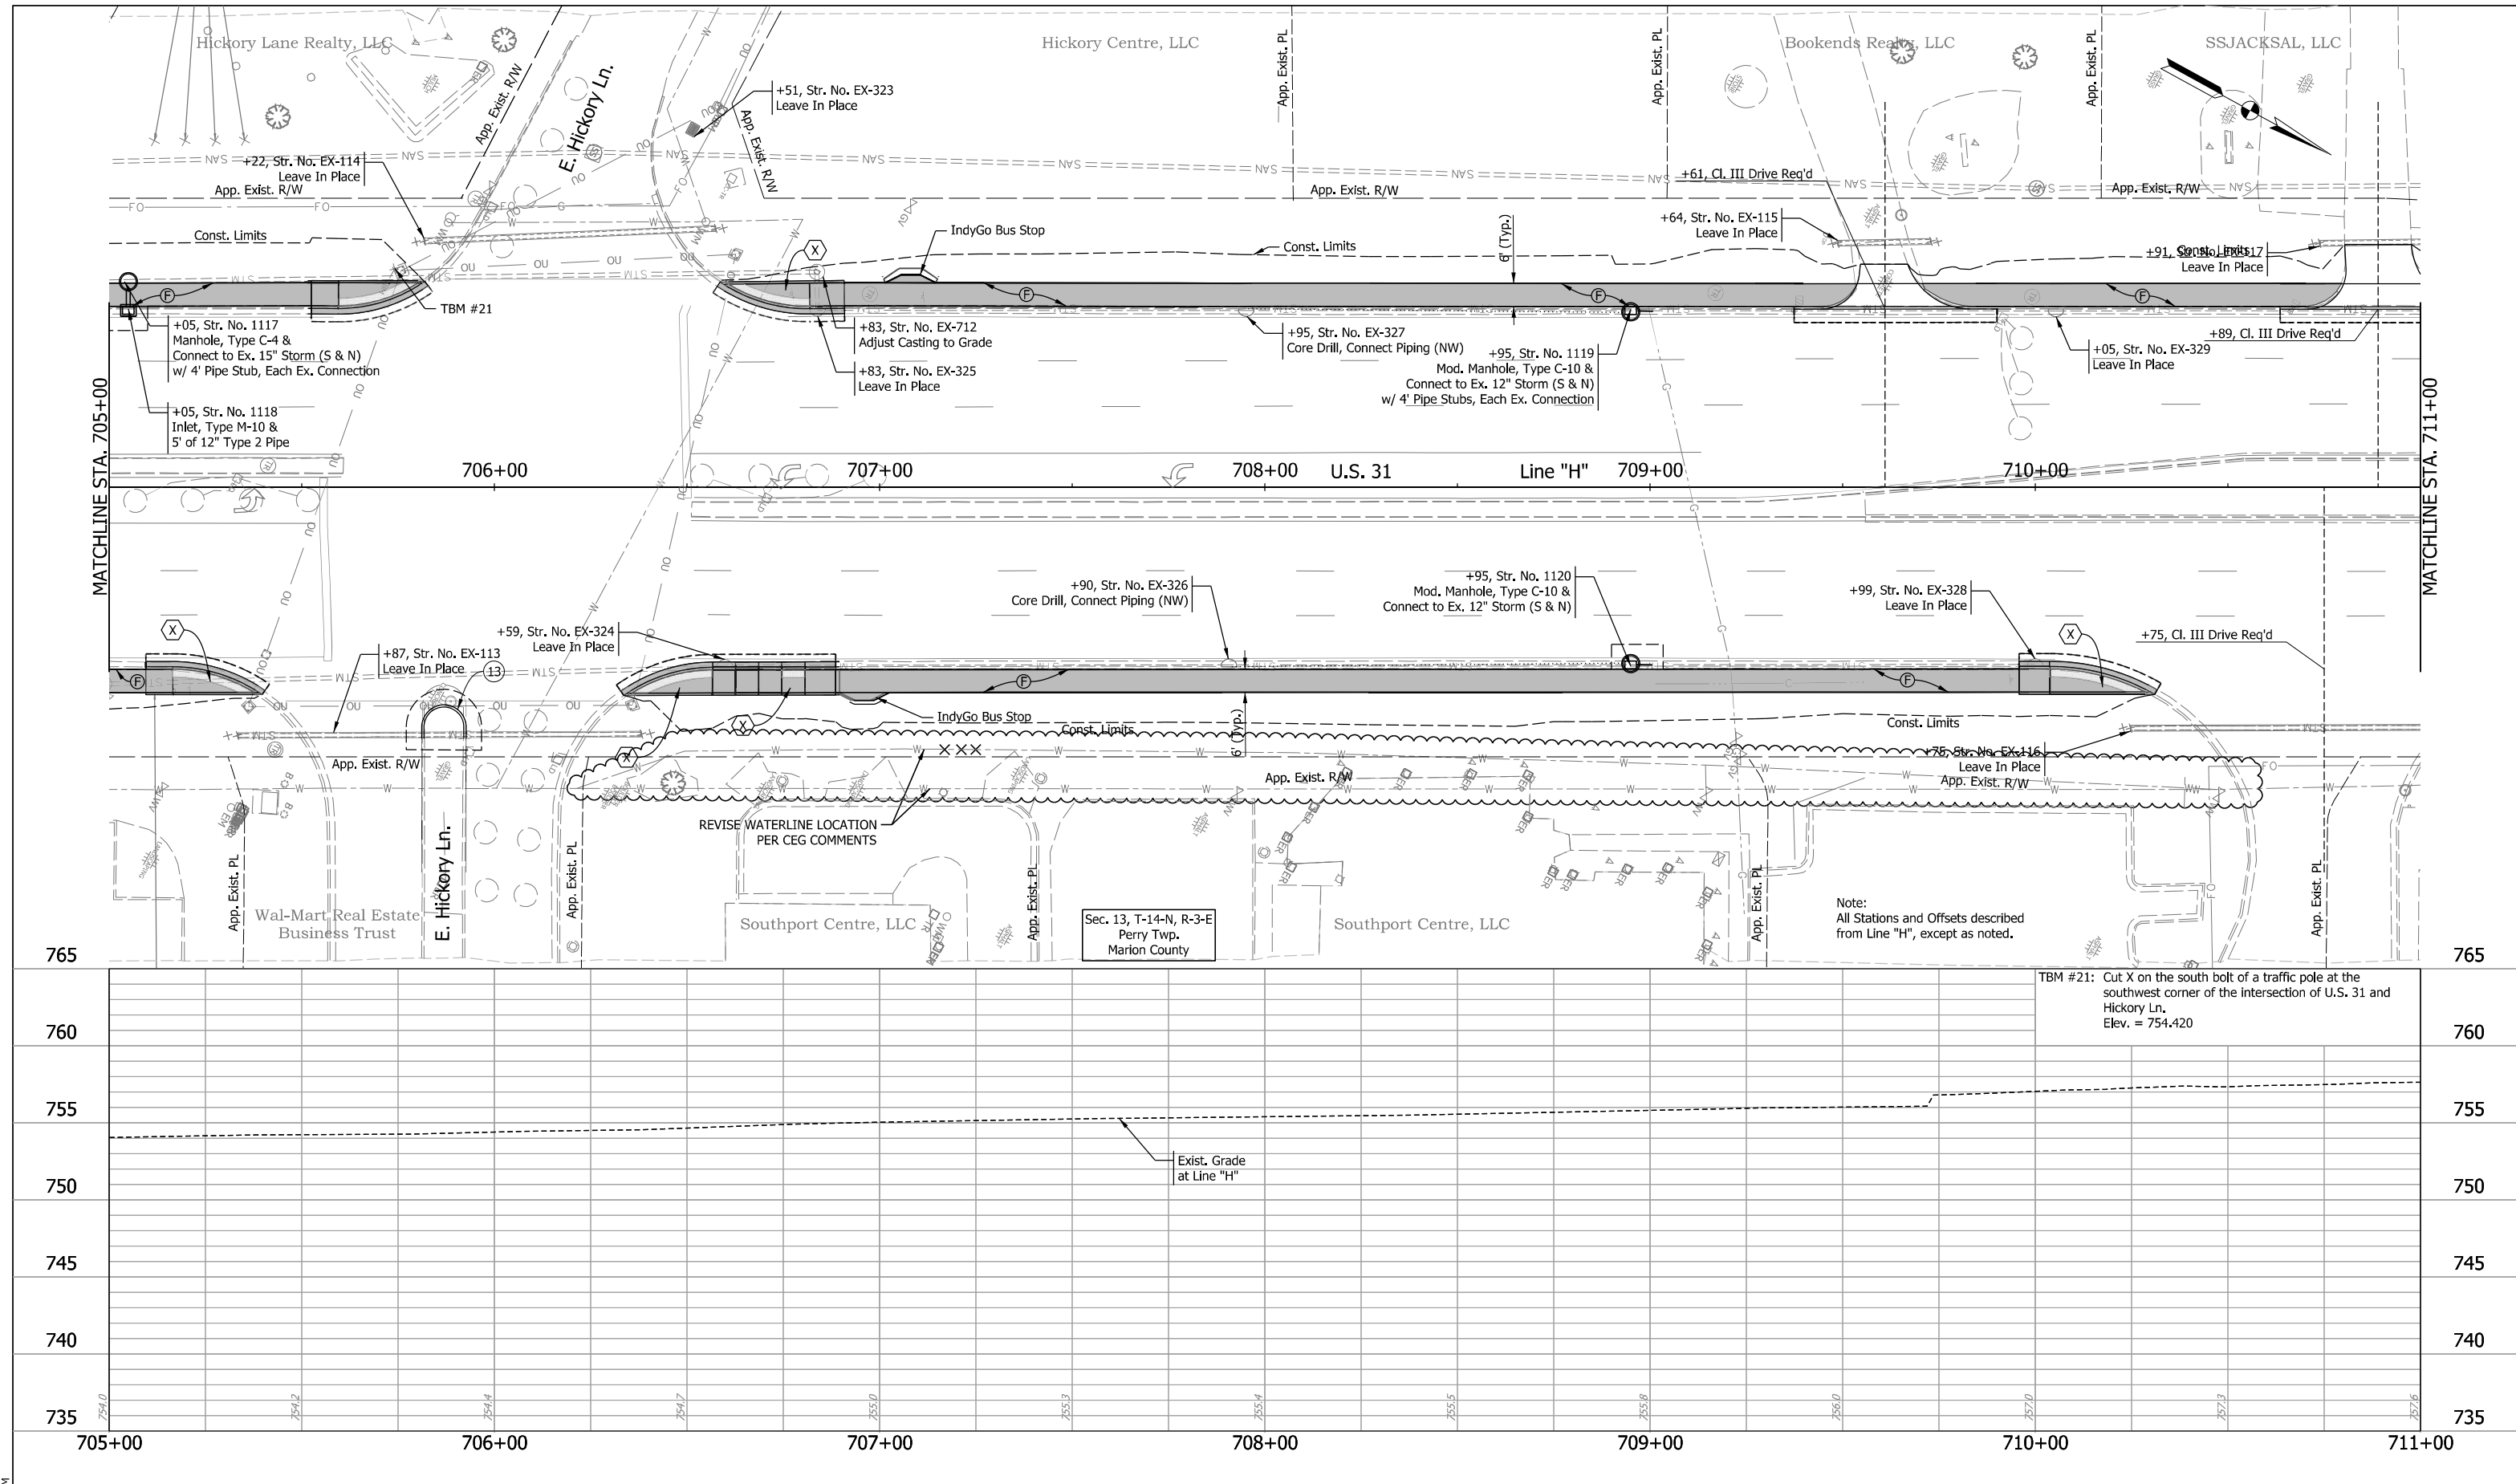 Hickory Lane Realty, LLC
Hickory Centre, LLC
Bookends Realty, LLC
SSJACKSAL, LLC
App. Exist. R/W
E. Hickory Ln.
App. Exist. R/W
App. Exist. PL
App. Exist. PL
App. Exist. PL
+51, Str. No. EX-323
Leave In Place
+22, Str. No. EX-114
Leave In Place
App. Exist. R/W
App. Exist. R/W
+61, Cl. III Drive Req'd
App. Exist. R/W
Const. Limits
IndyGo Bus Stop
Const. Limits
6' (Typ.)
+64, Str. No. EX-115
Leave In Place
Const. Limits
+91, Str. No. EX-117
Leave In Place
X
F
F
F
F
TBM #21
+05, Str. No. 1117
Manhole, Type C-4 &
Connect to Ex. 15" Storm (S & N)
w/ 4' Pipe Stub, Each Ex. Connection
+83, Str. No. EX-712
Adjust Casting to Grade
+83, Str. No. EX-325
Leave In Place
+95, Str. No. EX-327
Core Drill, Connect Piping (NW)
+95, Str. No. 1119
Mod. Manhole, Type C-10 &
Connect to Ex. 12" Storm (S & N)
w/ 4' Pipe Stubs, Each Ex. Connection
+89, Cl. III Drive Req'd
+05, Str. No. EX-329
Leave In Place
+05, Str. No. 1118
Inlet, Type M-10 &
5' of 12" Type 2 Pipe
MATCHLINE STA. 705+00
MATCHLINE STA. 711+00
706+00
707+00
708+00
U.S. 31
Line "H"
709+00
710+00
+90, Str. No. EX-326
Core Drill, Connect Piping (NW)
+95, Str. No. 1120
Mod. Manhole, Type C-10 &
Connect to Ex. 12" Storm (S & N)
+99, Str. No. EX-328
Leave In Place
X
+59, Str. No. EX-324
Leave In Place
X
+75, Cl. III Drive Req'd
+87, Str. No. EX-113
Leave In Place
13
F
F
F
IndyGo Bus Stop
X
Const. Limits
6' (Typ.)
Const. Limits
X
+75, Str. No. EX-116
Leave In Place
App. Exist. R/W
App. Exist. R/W
App. Exist. R/W
REVISE WATERLINE LOCATION
PER CEG COMMENTS
App. Exist. PL
E. Hickory Ln.
App. Exist. PL
App. Exist. PL
App. Exist. PL
App. Exist. PL
Wal-Mart Real Estate
Business Trust
Southport Centre, LLC
Sec. 13, T-14-N, R-3-E
Perry Twp.
Marion County
Southport Centre, LLC
Note:
All Stations and Offsets described
from Line "H", except as noted.
765
765
TBM #21: Cut X on the south bolt of a traffic pole at the
southwest corner of the intersection of U.S. 31 and
Hickory Ln.
Elev. = 754.420
760
760
755
755
Exist. Grade
at Line "H"
750
750
745
745
740
740
735
735
754.0
754.2
754.4
754.7
755.0
755.3
755.4
755.5
755.8
756.0
757.0
757.3
757.6
705+00
706+00
707+00
708+00
709+00
710+00
711+00